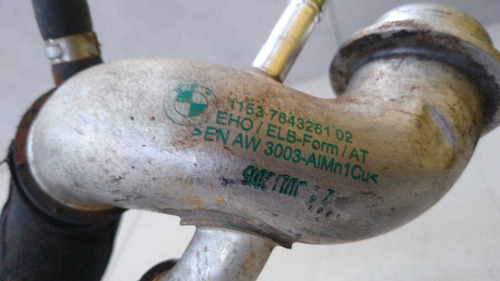 1153 7643261 02
EHO / ELB-Form / AT
>EN AW 3003-AlMn1Cu<